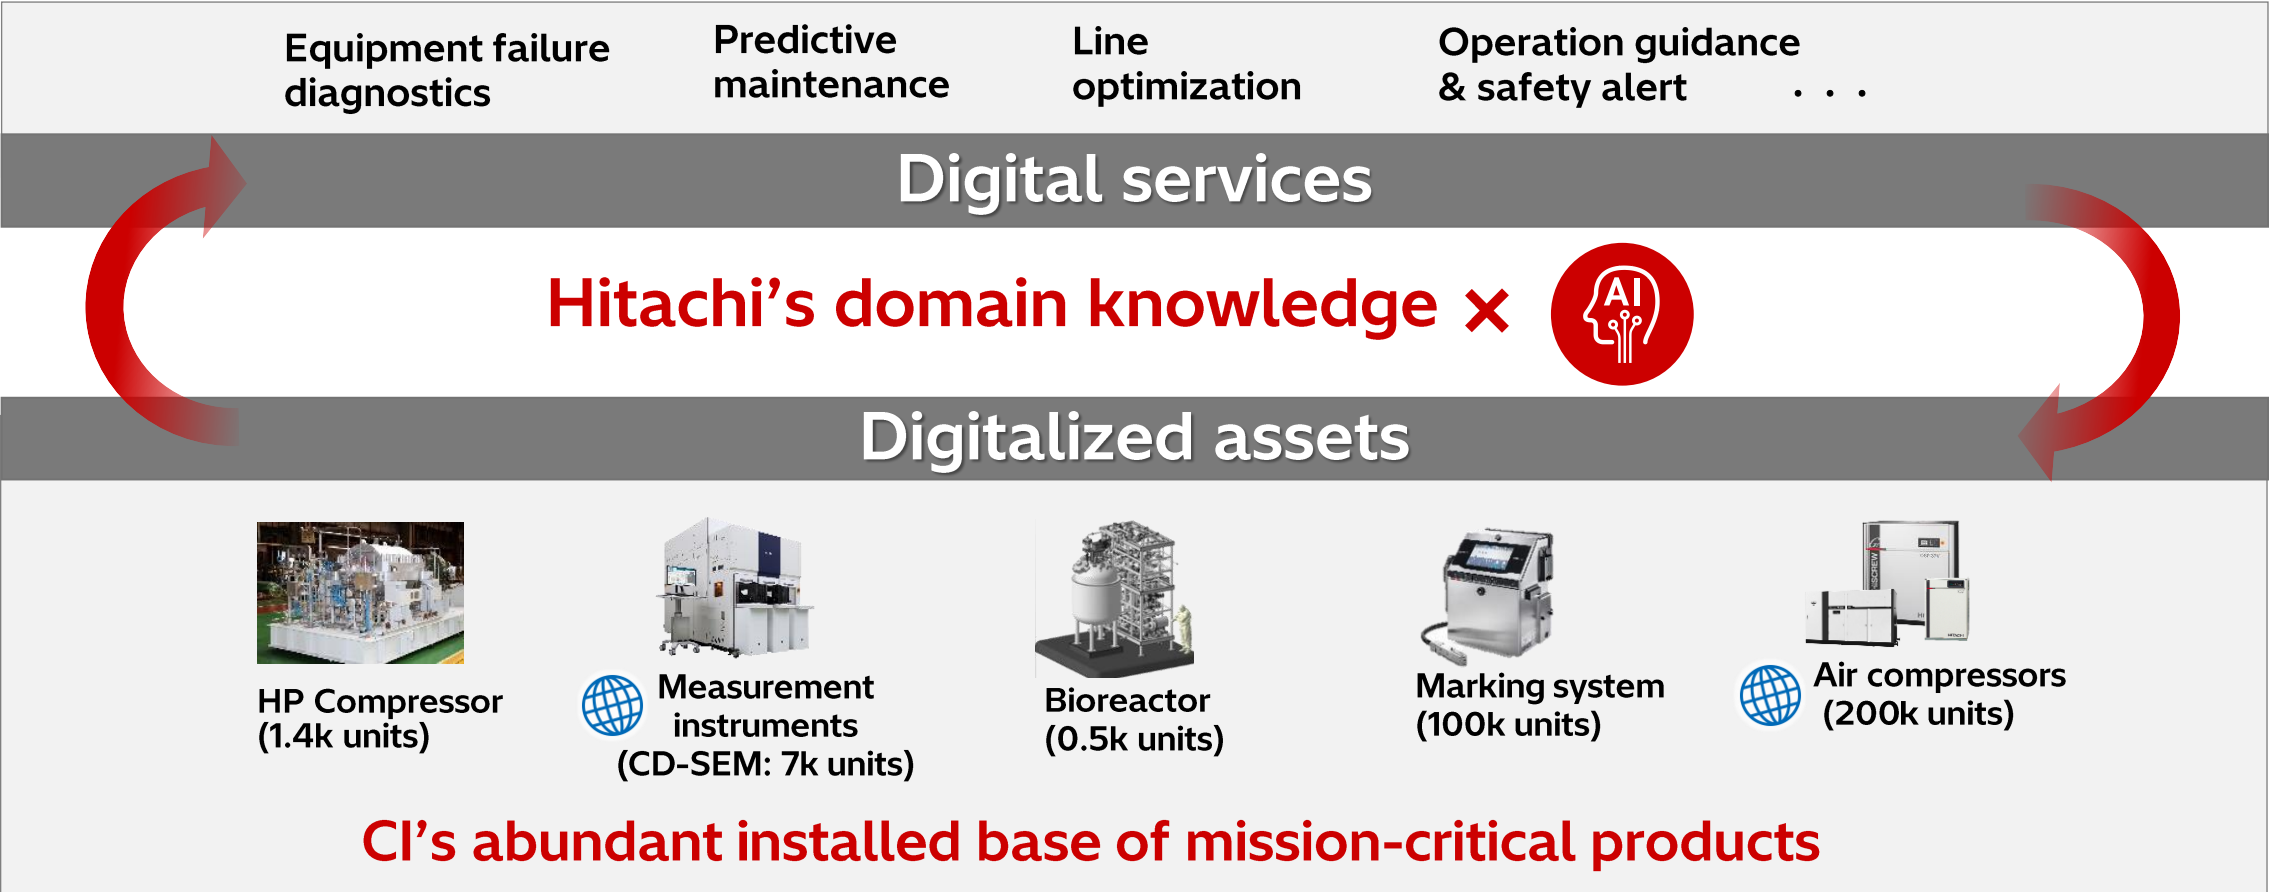 Equipment failure
diagnostics
Predictive
maintenance
Line
optimization
Operation guidance
& safety alert . . .
Digital services
Hitachi’s domain knowledge ×
AI
Digitalized assets
HP Compressor
(1.4k units)
Measurement
instruments
(CD-SEM: 7k units)
Bioreactor
(0.5k units)
Marking system
(100k units)
Air compressors
(200k units)
CI’s abundant installed base of mission-critical products